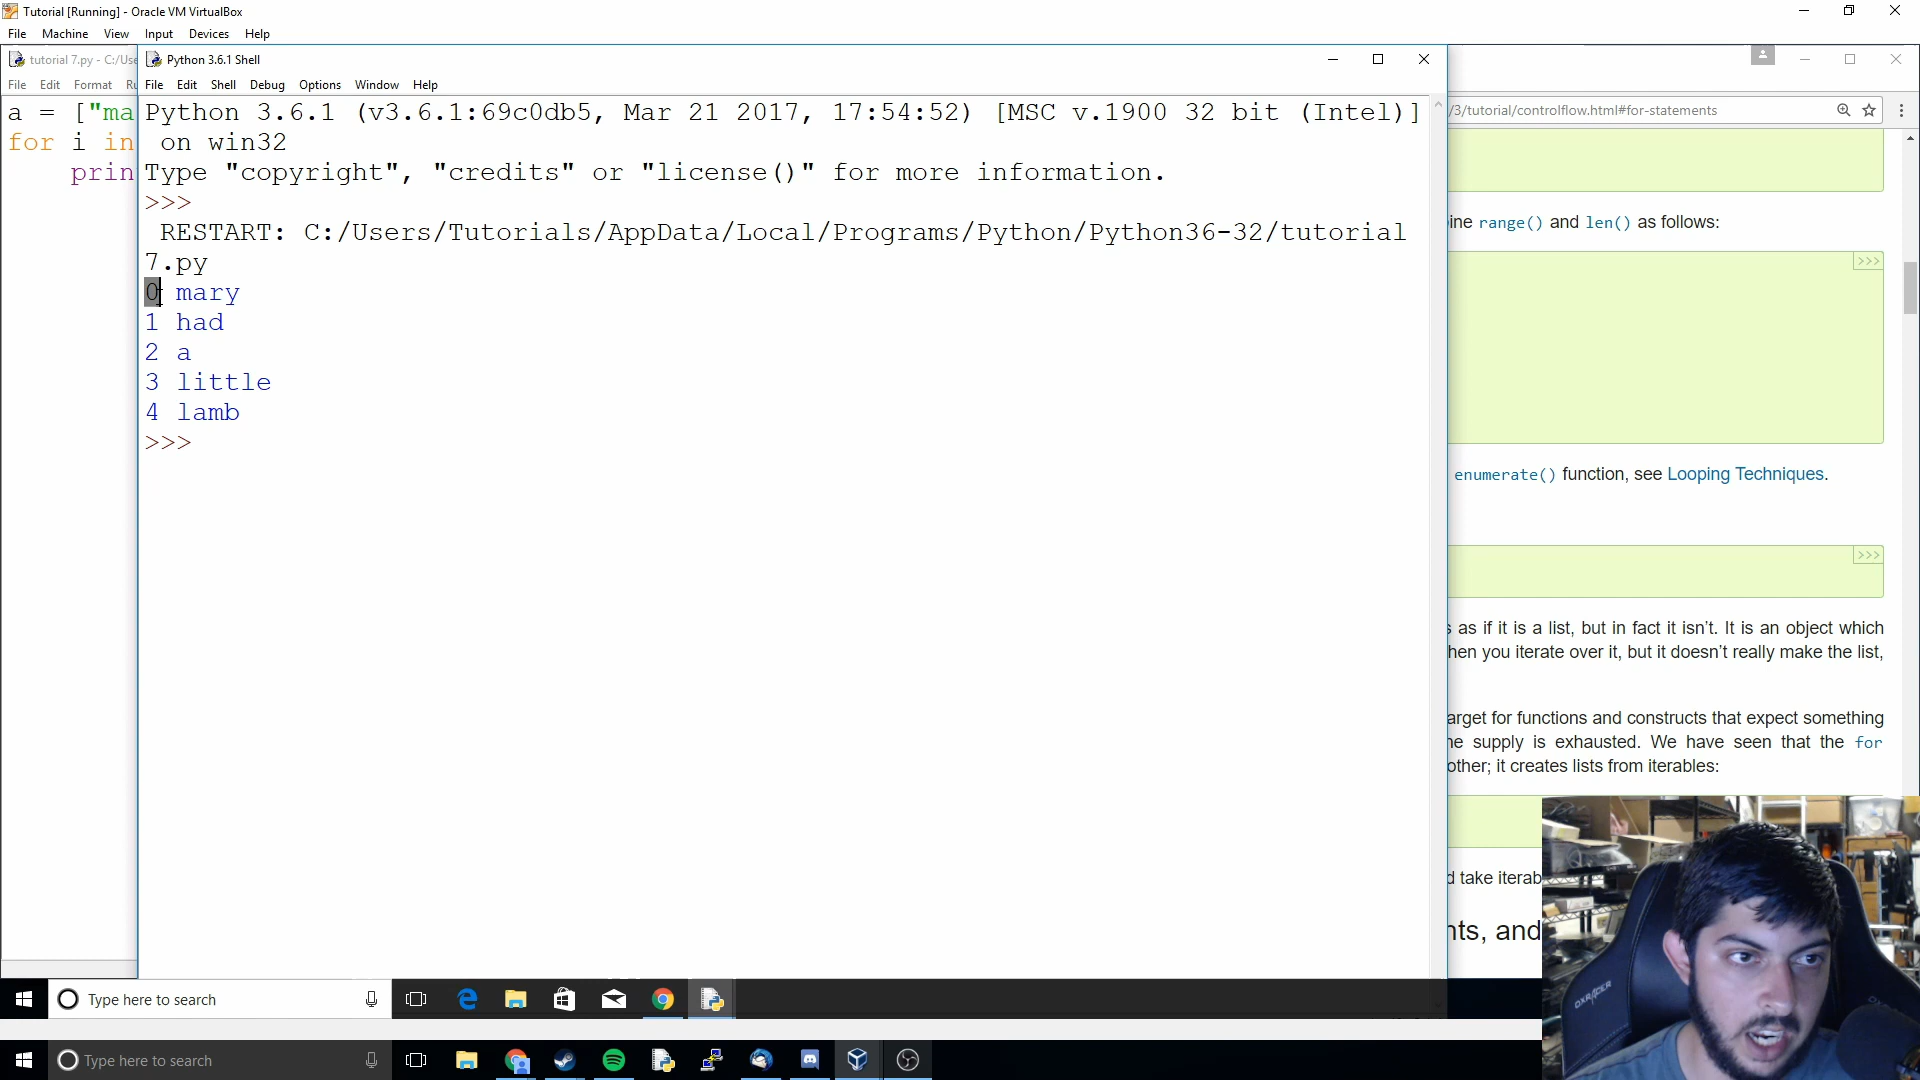 Tutorial [Running] - Oracle VM VirtualBox
File Machine View Input Devices Help
tutorial 7.py - C:/Use
File Edit Format Ru
a = ["ma
for i in
prin
Python 3.6.1 Shell
File Edit Shell Debug Options Window Help
Python 3.6.1 (v3.6.1:69c0db5, Mar 21 2017, 17:54:52) [MSC v.1900 32 bit (Intel)]
on win32
Type "copyright", "credits" or "license()" for more information.
>>>
RESTART: C:/Users/Tutorials/AppData/Local/Programs/Python/Python36-32/tutorial
7.py
0 mary
1 had
2 a
3 little
4 lamb
>>>
/3/tutorial/controlflow.html#for-statements
ine range() and len() as follows:
>>>
enumerate() function, see Looping Techniques.
>>>
s as if it is a list, but in fact it isn't. It is an object which
hen you iterate over it, but it doesn't really make the list,
arget for functions and constructs that expect something
he supply is exhausted. We have seen that the for
other; it creates lists from iterables:
d take iterab
nts, and
DXRACER
Type here to search
Type here to search